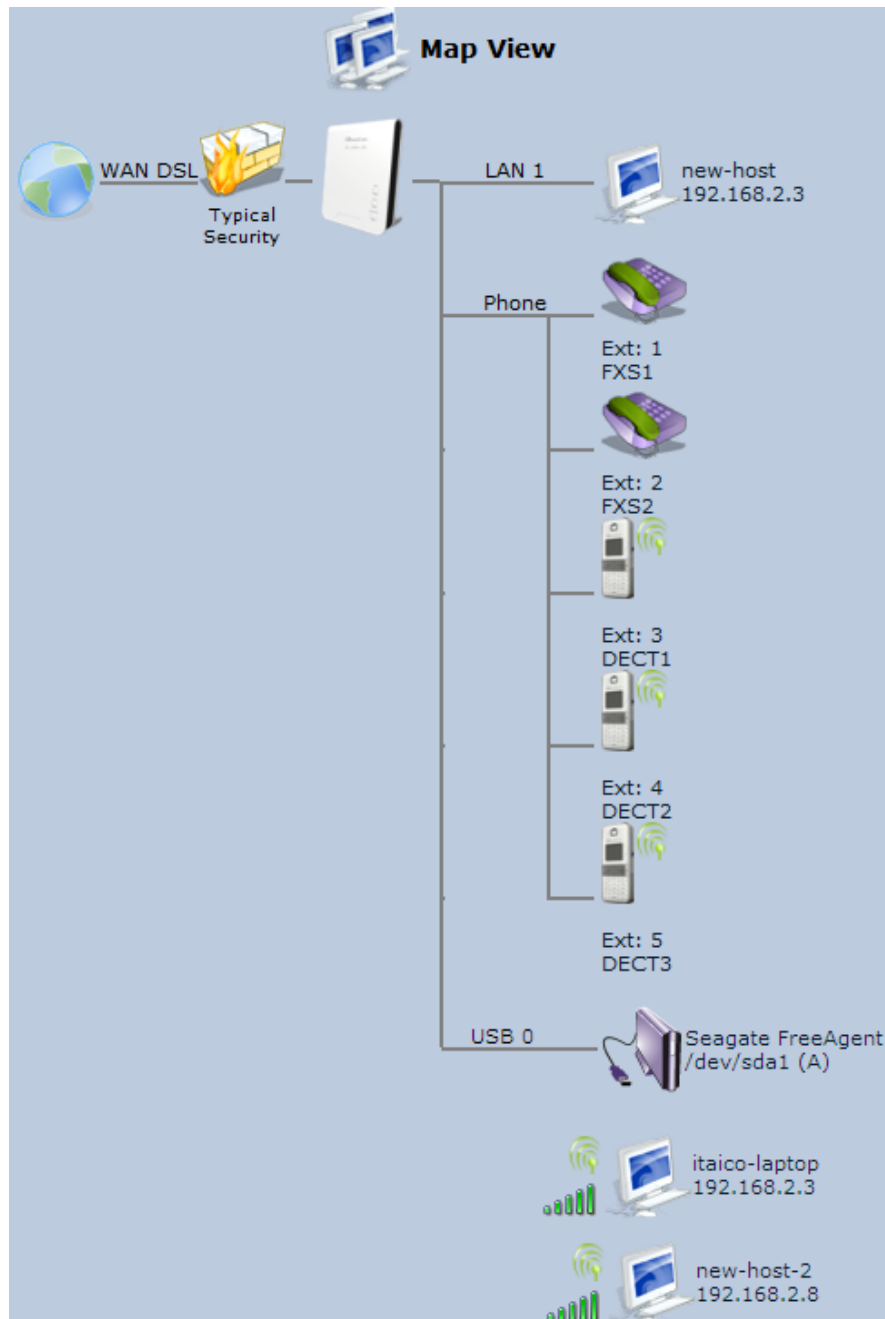 Map View
WAN DSL
Typical
Security
LAN 1
new-host
192.168.2.3
Phone
Ext: 1
FXS1
Ext: 2
FXS2
Ext: 3
DECT1
Ext: 4
DECT2
Ext: 5
DECT3
USB 0
Seagate FreeAgent
/dev/sda1 (A)
itaico-laptop
192.168.2.3
new-host-2
192.168.2.8